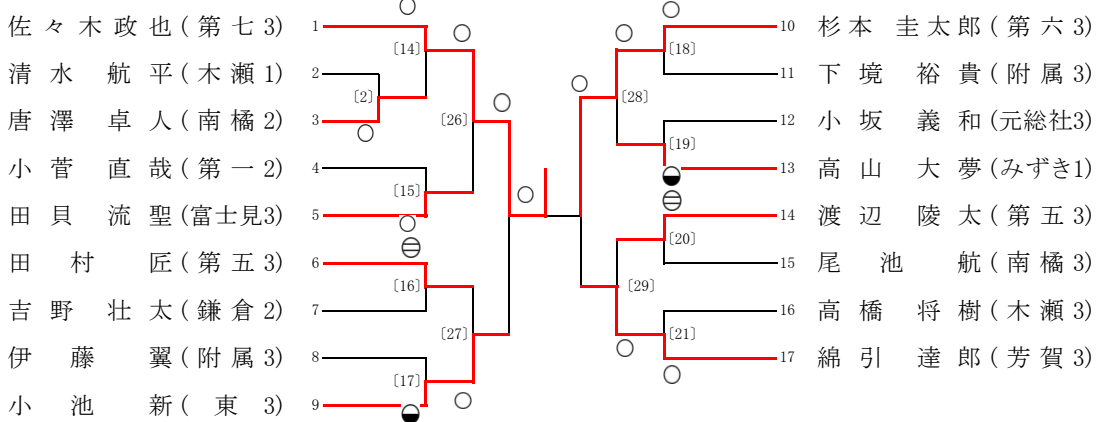 佐々木政也(第七3) 1
清水航平(木瀬1) 2
唐澤卓人(南橘2) 3
小菅直哉(第一2) 4
田貝流聖(富士見3) 5
田村匠(第五3) 6
吉野壮太(鎌倉2) 7
伊藤翼(附属3) 8
小池新(東3) 9
〔14〕
〔2〕
〔26〕
〔15〕
〔16〕
〔27〕
〔17〕
〔18〕
〔28〕
〔19〕
〔20〕
〔29〕
〔21〕
10 杉本圭太郎(第六3)
11 下境裕貴(附属3)
12 小坂義和(元総社3)
13 高山大夢(みずき1)
14 渡辺陵太(第五3)
15 尾池航(南橘3)
16 高橋将樹(木瀬3)
17 綿引達郎(芳賀3)